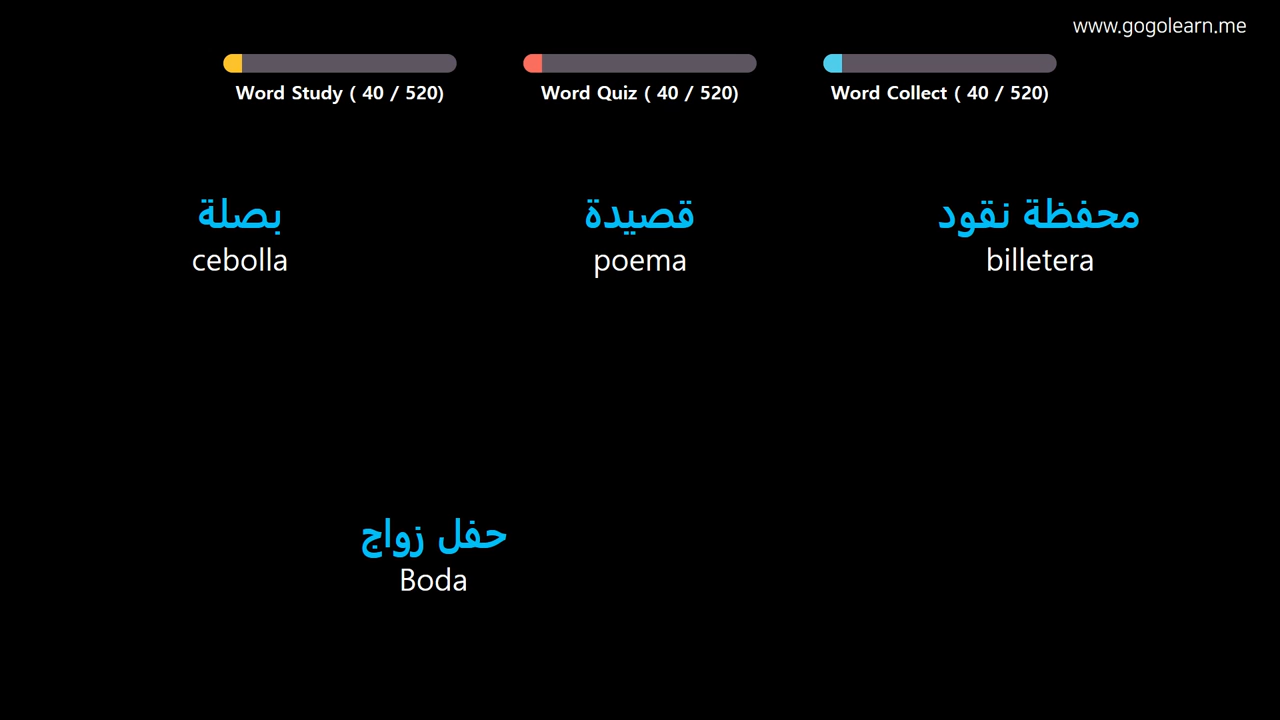 www.gogolearn.me
Word Study ( 40 / 520)
Word Quiz ( 40 / 520)
Word Collect ( 40 / 520)
بصلة
cebolla
قصيدة
poema
محفظة نقود
billetera
حفل زواج
Boda